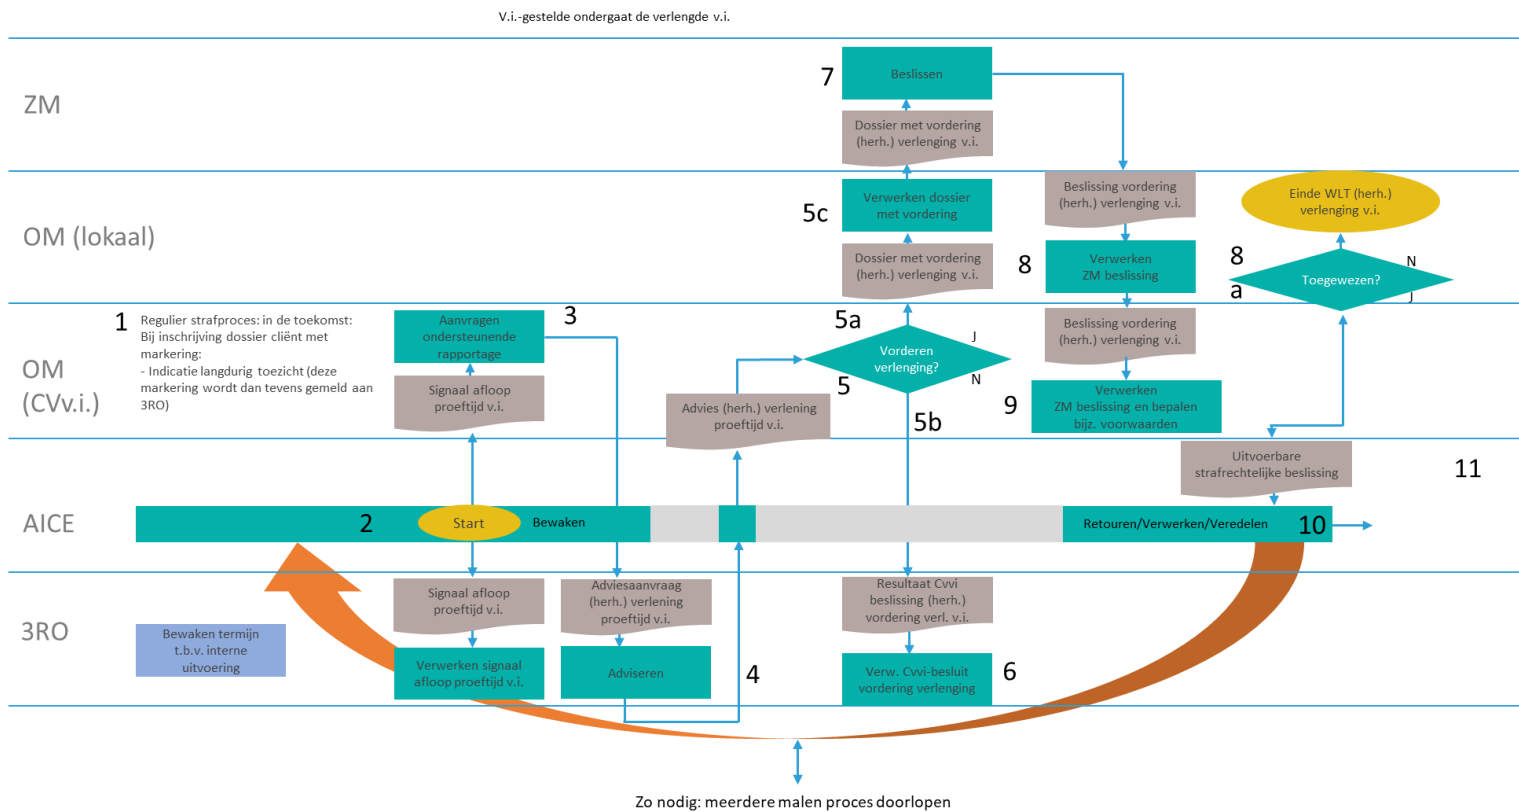 V.i.-gestelde ondergaat de verlengde v.i.
ZM
7
Beslissen
Dossier met vordering
(herh.) verlenging v.i.
OM (lokaal)
5c
Verwerken dossier
met vordering
Dossier met vordering
(herh.) verlenging v.i.
Beslissing vordering
(herh.) verlenging v.i.
8
Verwerken
ZM beslissing
Einde WLT (herh.)
verlenging v.i.
8
a
Toegewezen?
N
J
OM
(CVv.i.)
1
Regulier strafproces: in de toekomst:
Bij inschrijving dossier cliënt met
markering:
- Indicatie langdurig toezicht (deze
markering wordt dan tevens gemeld aan
3RO)
Aanvragen
ondersteunende
rapportage
3
Signaal afloop
proeftijd v.i.
Advies (herh.) verlening
proeftijd v.i.
5a
Vorderen
verlenging?
J
N
5
5b
Beslissing vordering
(herh.) verlenging v.i.
9
Verwerken
ZM beslissing en bepalen
bijz. voorwaarden
AICE
2
Start
Bewaken
Uitvoerbare
strafrechtelijke beslissing
11
Retouren/Verwerken/Veredelen
10
3RO
Bewaken termijn
t.b.v. interne
uitvoering
Signaal afloop
proeftijd v.i.
Verwerken signaal
afloop proeftijd v.i.
Adviesaanvraag
(herh.) verlening
proeftijd v.i.
Adviseren
4
Resultaat Cvvi
beslissing (herh.)
vordering verl. v.i.
Verw. Cvvi-besluit
vordering verlenging
6
Zo nodig: meerdere malen proces doorlopen